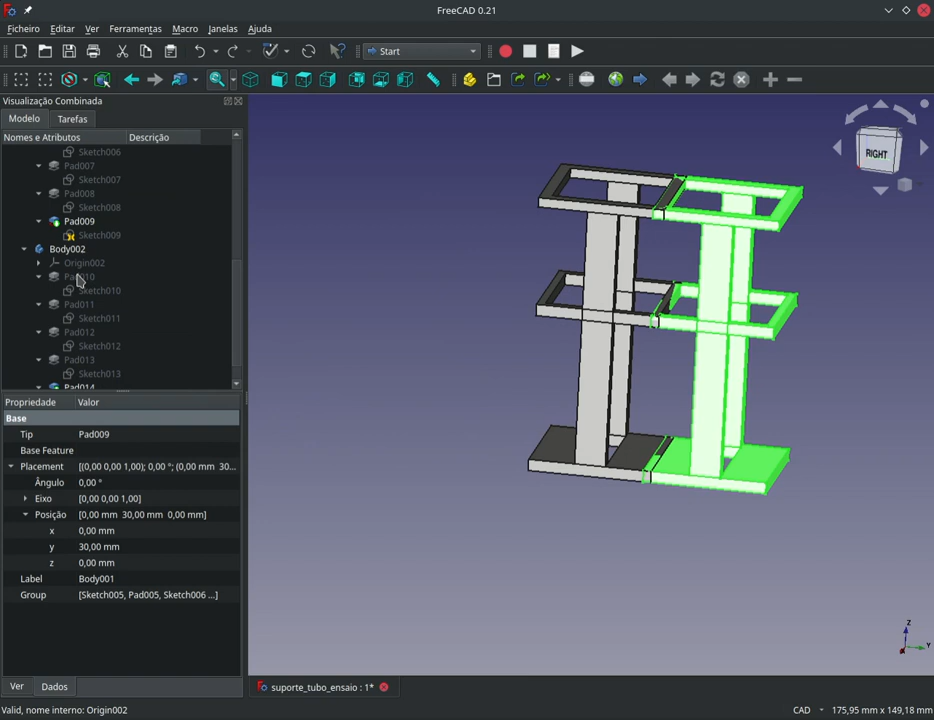 FreeCAD 0.21
Ficheiro Editar Ver Ferramentas Macro Janelas Ajuda
Start
Visualização Combinada
Modelo Tarefas
Nomes e Atributos Descrição
Sketch006
Pad007
Sketch007
Pad008
Sketch008
Pad009
Sketch009
Body002
Origin002
Pad010
Sketch010
Pad011
Sketch011
Pad012
Sketch012
Pad013
Sketch013
Pad014
Propriedade Valor
Base
Tip Pad009
Base Feature
Placement [(0,00 0,00 1,00); 0,00 °; (0,00 mm 30...
Ângulo 0,00 °
Eixo [0,00 0,00 1,00]
Posição [0,00 mm 30,00 mm 0,00 mm]
x 0,00 mm
y 30,00 mm
z 0,00 mm
Label Body001
Group [Sketch005, Pad005, Sketch006 ...]
RIGHT
Z
Y
Ver Dados
suporte_tubo_ensaio : 1*
Valid, nome interno: Origin002
CAD 175,95 mm x 149,18 mm